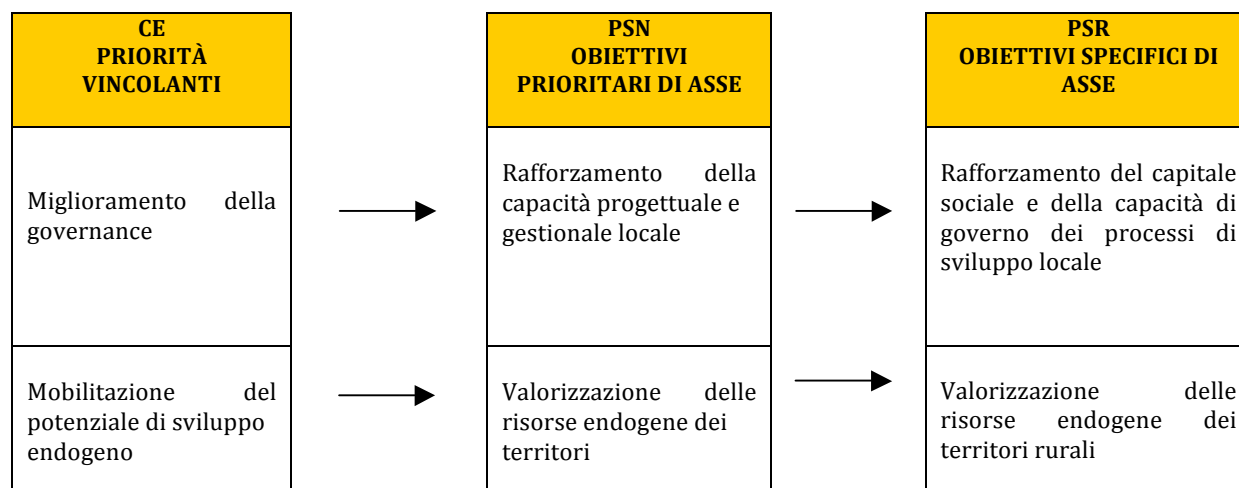 CE
PRIORITÀ
VINCOLANTI
PSN
OBIETTIVI
PRIORITARI DI ASSE
PSR
OBIETTIVI SPECIFICI DI
ASSE
Miglioramento della
governance
Rafforzamento della
capacità progettuale e
gestionale locale
Rafforzamento del capitale
sociale e della capacità di
governo dei processi di
sviluppo locale
Mobilitazione del
potenziale di sviluppo
endogeno
Valorizzazione delle
risorse endogene dei
territori
Valorizzazione delle
risorse endogene dei
territori rurali